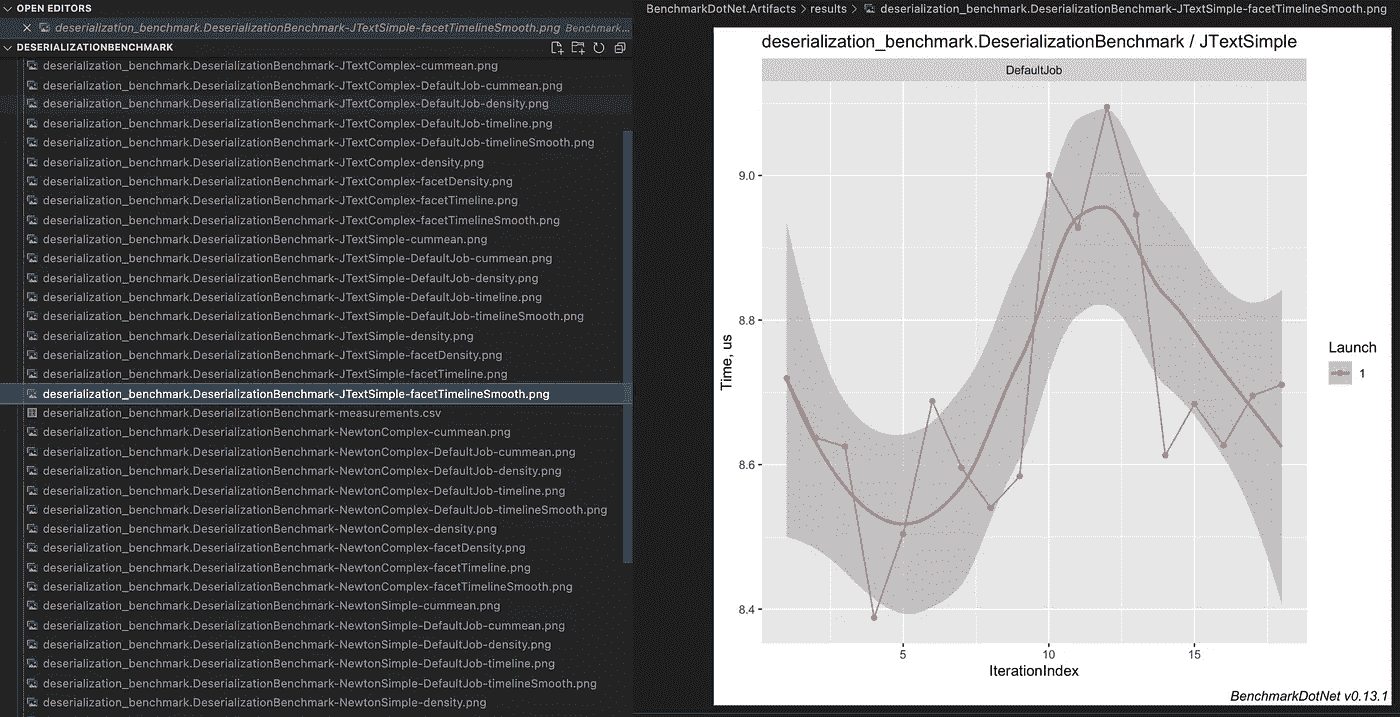 OPEN EDITORS
deserialization_benchmark.DeserializationBenchmark-JTextSimple-facetTimelineSmooth.png Benchmark...
DESERIALIZATIONBENCHMARK
deserialization_benchmark.DeserializationBenchmark-JTextComplex-cummean.png
deserialization_benchmark.DeserializationBenchmark-JTextComplex-DefaultJob-cummean.png
deserialization_benchmark.DeserializationBenchmark-JTextComplex-DefaultJob-density.png
deserialization_benchmark.DeserializationBenchmark-JTextComplex-DefaultJob-timeline.png
deserialization_benchmark.DeserializationBenchmark-JTextComplex-DefaultJob-timelineSmooth.png
deserialization_benchmark.DeserializationBenchmark-JTextComplex-density.png
deserialization_benchmark.DeserializationBenchmark-JTextComplex-facetDensity.png
deserialization_benchmark.DeserializationBenchmark-JTextComplex-facetTimeline.png
deserialization_benchmark.DeserializationBenchmark-JTextComplex-facetTimelineSmooth.png
deserialization_benchmark.DeserializationBenchmark-JTextSimple-cummean.png
deserialization_benchmark.DeserializationBenchmark-JTextSimple-DefaultJob-cummean.png
deserialization_benchmark.DeserializationBenchmark-JTextSimple-DefaultJob-density.png
deserialization_benchmark.DeserializationBenchmark-JTextSimple-DefaultJob-timeline.png
deserialization_benchmark.DeserializationBenchmark-JTextSimple-DefaultJob-timelineSmooth.png
deserialization_benchmark.DeserializationBenchmark-JTextSimple-density.png
deserialization_benchmark.DeserializationBenchmark-JTextSimple-facetDensity.png
deserialization_benchmark.DeserializationBenchmark-JTextSimple-facetTimeline.png
deserialization_benchmark.DeserializationBenchmark-JTextSimple-facetTimelineSmooth.png
deserialization_benchmark.DeserializationBenchmark-measurements.csv
deserialization_benchmark.DeserializationBenchmark-NewtonComplex-cummean.png
deserialization_benchmark.DeserializationBenchmark-NewtonComplex-DefaultJob-cummean.png
deserialization_benchmark.DeserializationBenchmark-NewtonComplex-DefaultJob-density.png
deserialization_benchmark.DeserializationBenchmark-NewtonComplex-DefaultJob-timeline.png
deserialization_benchmark.DeserializationBenchmark-NewtonComplex-DefaultJob-timelineSmooth.png
deserialization_benchmark.DeserializationBenchmark-NewtonComplex-density.png
deserialization_benchmark.DeserializationBenchmark-NewtonComplex-facetDensity.png
deserialization_benchmark.DeserializationBenchmark-NewtonComplex-facetTimeline.png
deserialization_benchmark.DeserializationBenchmark-NewtonComplex-facetTimelineSmooth.png
deserialization_benchmark.DeserializationBenchmark-NewtonSimple-cummean.png
deserialization_benchmark.DeserializationBenchmark-NewtonSimple-DefaultJob-cummean.png
deserialization_benchmark.DeserializationBenchmark-NewtonSimple-DefaultJob-density.png
deserialization_benchmark.DeserializationBenchmark-NewtonSimple-DefaultJob-timeline.png
deserialization_benchmark.DeserializationBenchmark-NewtonSimple-DefaultJob-timelineSmooth.png
deserialization_benchmark.DeserializationBenchmark-NewtonSimple-density.png
BenchmarkDotNet.Artifacts > results > deserialization_benchmark.DeserializationBenchmark-JTextSimple-facetTimelineSmooth.png
deserialization_benchmark.DeserializationBenchmark / JTextSimple
DefaultJob
Time, us
9.0
8.8
8.6
8.4
5 10 15
IterationIndex
Launch
1
BenchmarkDotNet v0.13.1